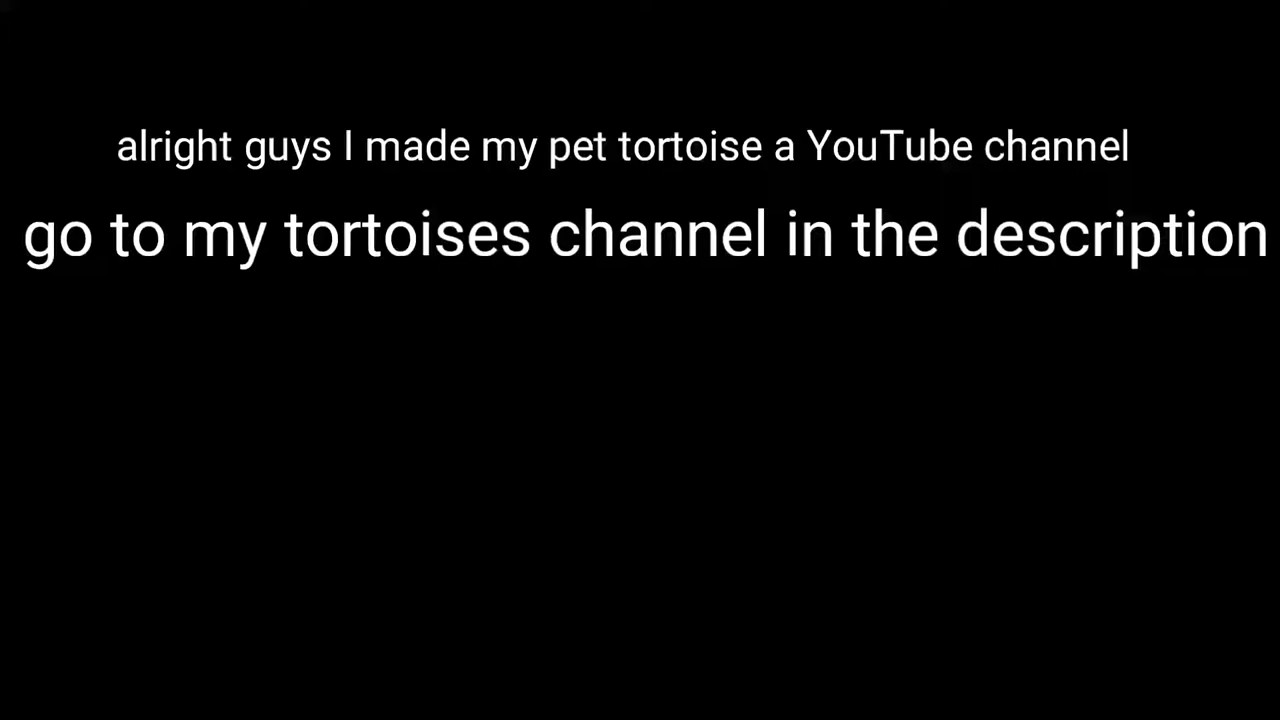 alright guys I made my pet tortoise a YouTube channel
go to my tortoises channel in the description